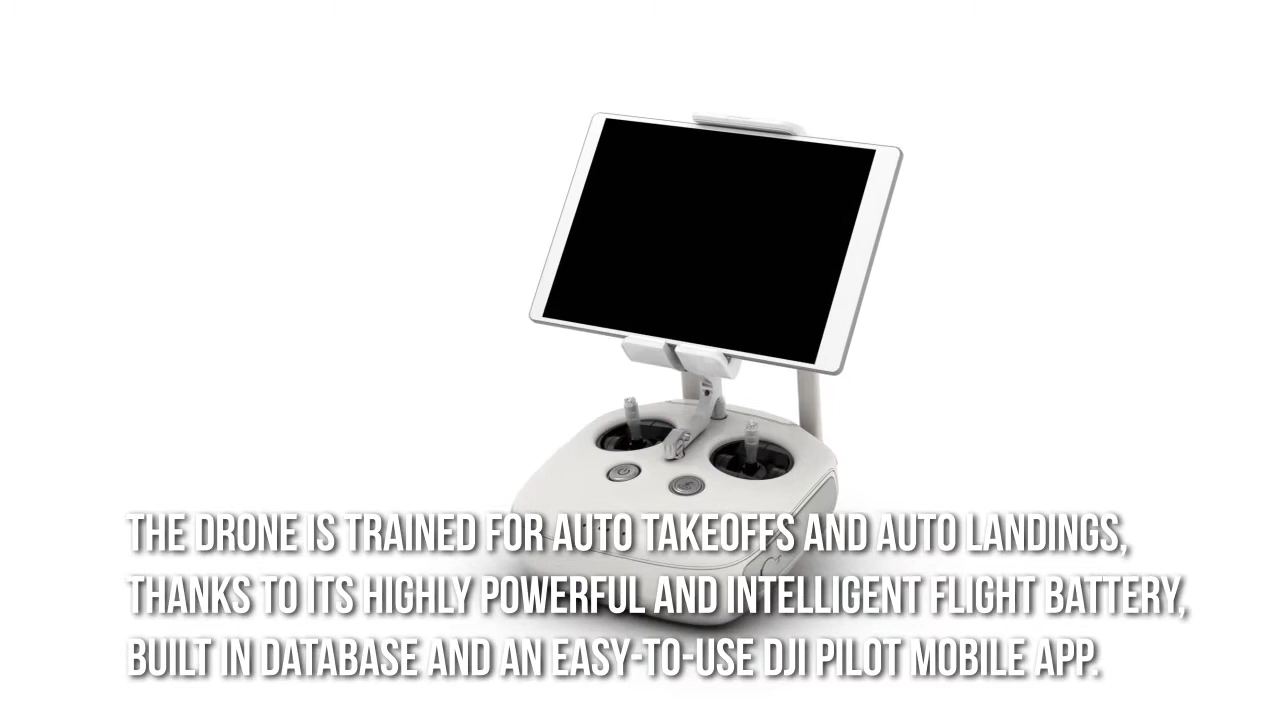 THE DRONE IS TRAINED FOR AUTO TAKEOFFS AND AUTO LANDINGS,
THANKS TO ITS HIGHLY POWERFUL AND INTELLIGENT FLIGHT BATTERY,
BUILT IN DATABASE AND AN EASY-TO-USE DJI PILOT MOBILE APP.